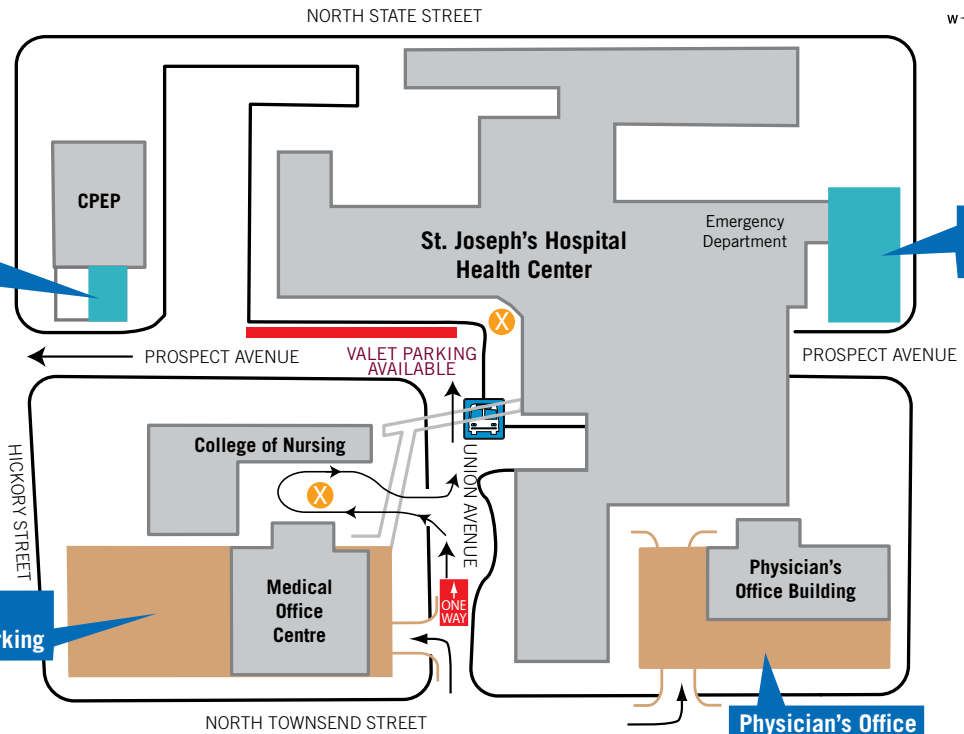 NORTH STATE STREET
W
CPEP
St. Joseph's Hospital
Health Center
Emergency
Department
X
PROSPECT AVENUE
VALET PARKING
AVAILABLE
PROSPECT AVENUE
College of Nursing
HICKORY STREET
UNION AVENUE
X
Medical
Office
Centre
ONE
WAY
Physician's
Office Building
NORTH TOWNSEND STREET
Physician's Office